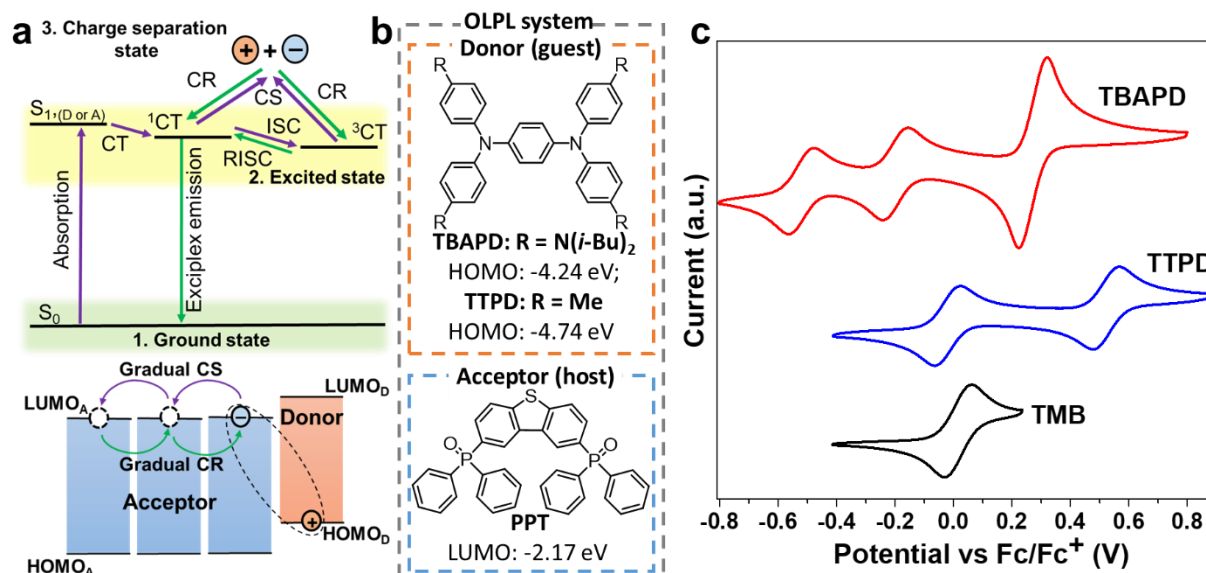 a
3. Charge separation
state
+ + −
CR
CS
CR
S1,(D or A)
1CT
ISC
3CT
CT
RISC
2. Excited state
Absorption
Exciplex emission
S0
1. Ground state
Gradual CS
LUMOA
LUMOD
−
Donor
Gradual CR
Acceptor
+
HOMOD
HOMOA
b
OLPL system
Donor (guest)
R
R
N
N
R
R
TBAPD: R = N(i-Bu)2
HOMO: -4.24 eV;
TTPD: R = Me
HOMO: -4.74 eV
Acceptor (host)
S
O
O
P
P
PPT
LUMO: -2.17 eV
c
Current (a.u.)
TBAPD
TTPD
TMB
-0.8 -0.6 -0.4 -0.2 0.0 0.2 0.4 0.6 0.8
Potential vs Fc/Fc+ (V)